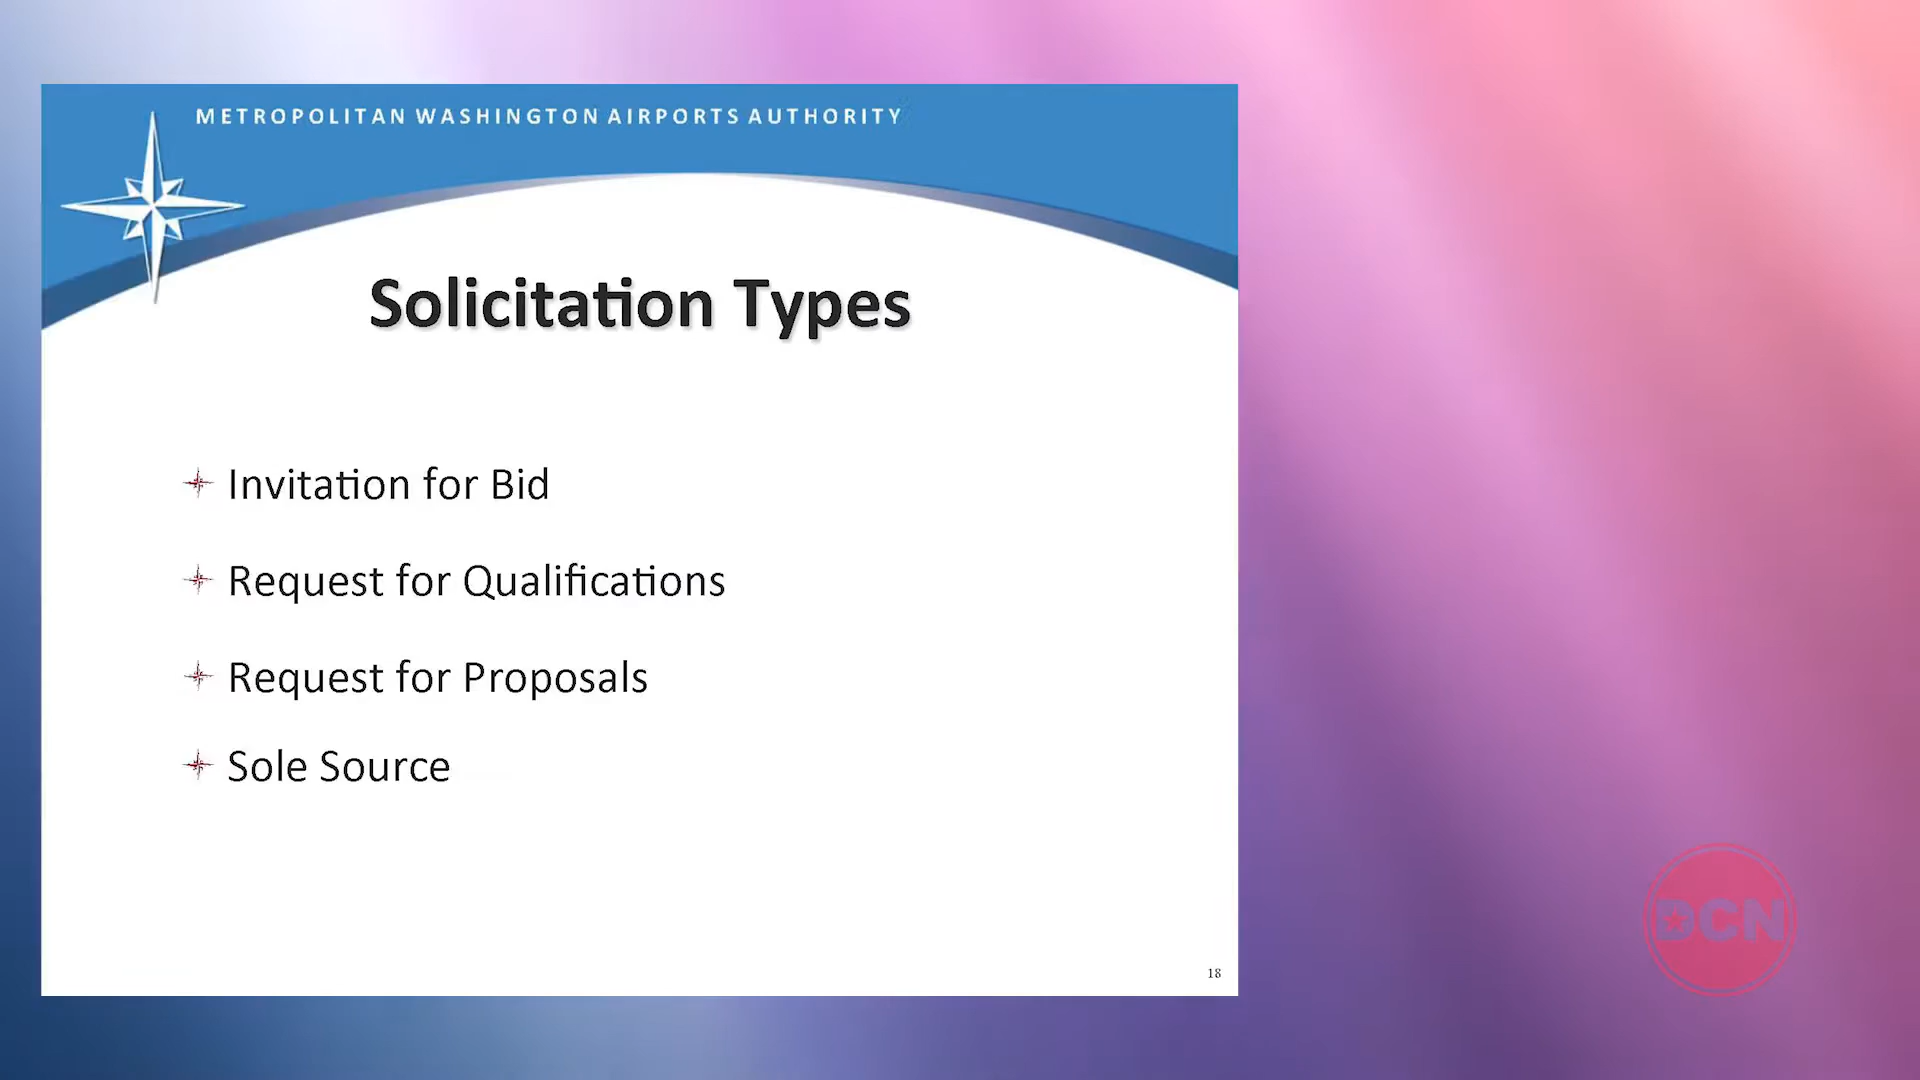 METROPOLITAN WASHINGTON AIRPORTS AUTHORITY
Solicitation Types
Invitation for Bid
Request for Qualifications
Request for Proposals
Sole Source
18
DCN